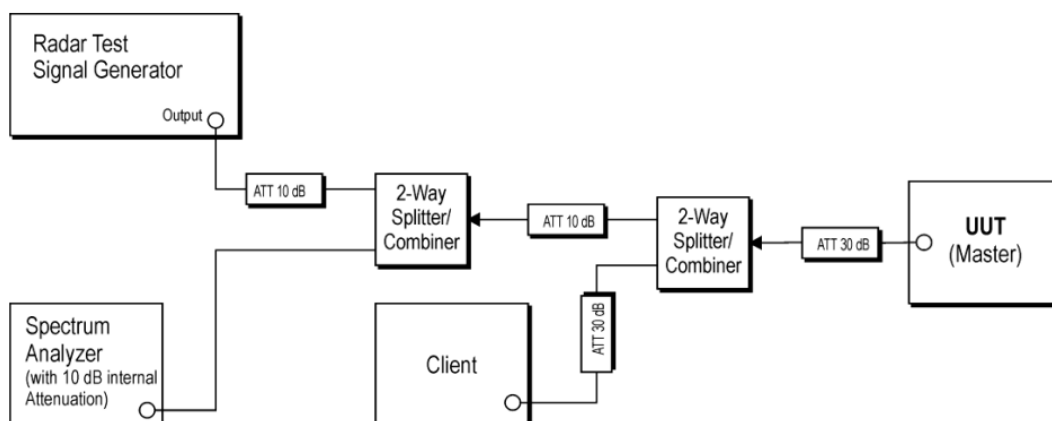 Radar Test
Signal Generator
Output
ATT 10 dB
2-Way
Splitter/
Combiner
ATT 10 dB
2-Way
Splitter/
Combiner
ATT 30 dB
UUT
(Master)
Spectrum
Analyzer
(with 10 dB internal
Attenuation)
Client
ATT 30 dB